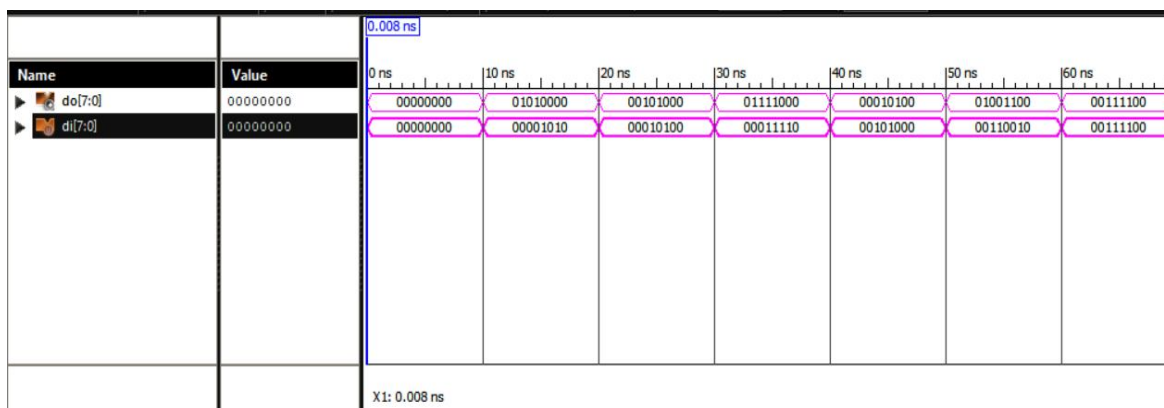 0.008 ns
Name Value 0 ns 10 ns 20 ns 30 ns 40 ns 50 ns 60 ns
do[7:0] 00000000 00000000 01010000 00101000 01111000 00010100 01001100 00111100
di[7:0] 00000000 00000000 00001010 00010100 00011110 00101000 00110010 00111100
X1: 0.008 ns